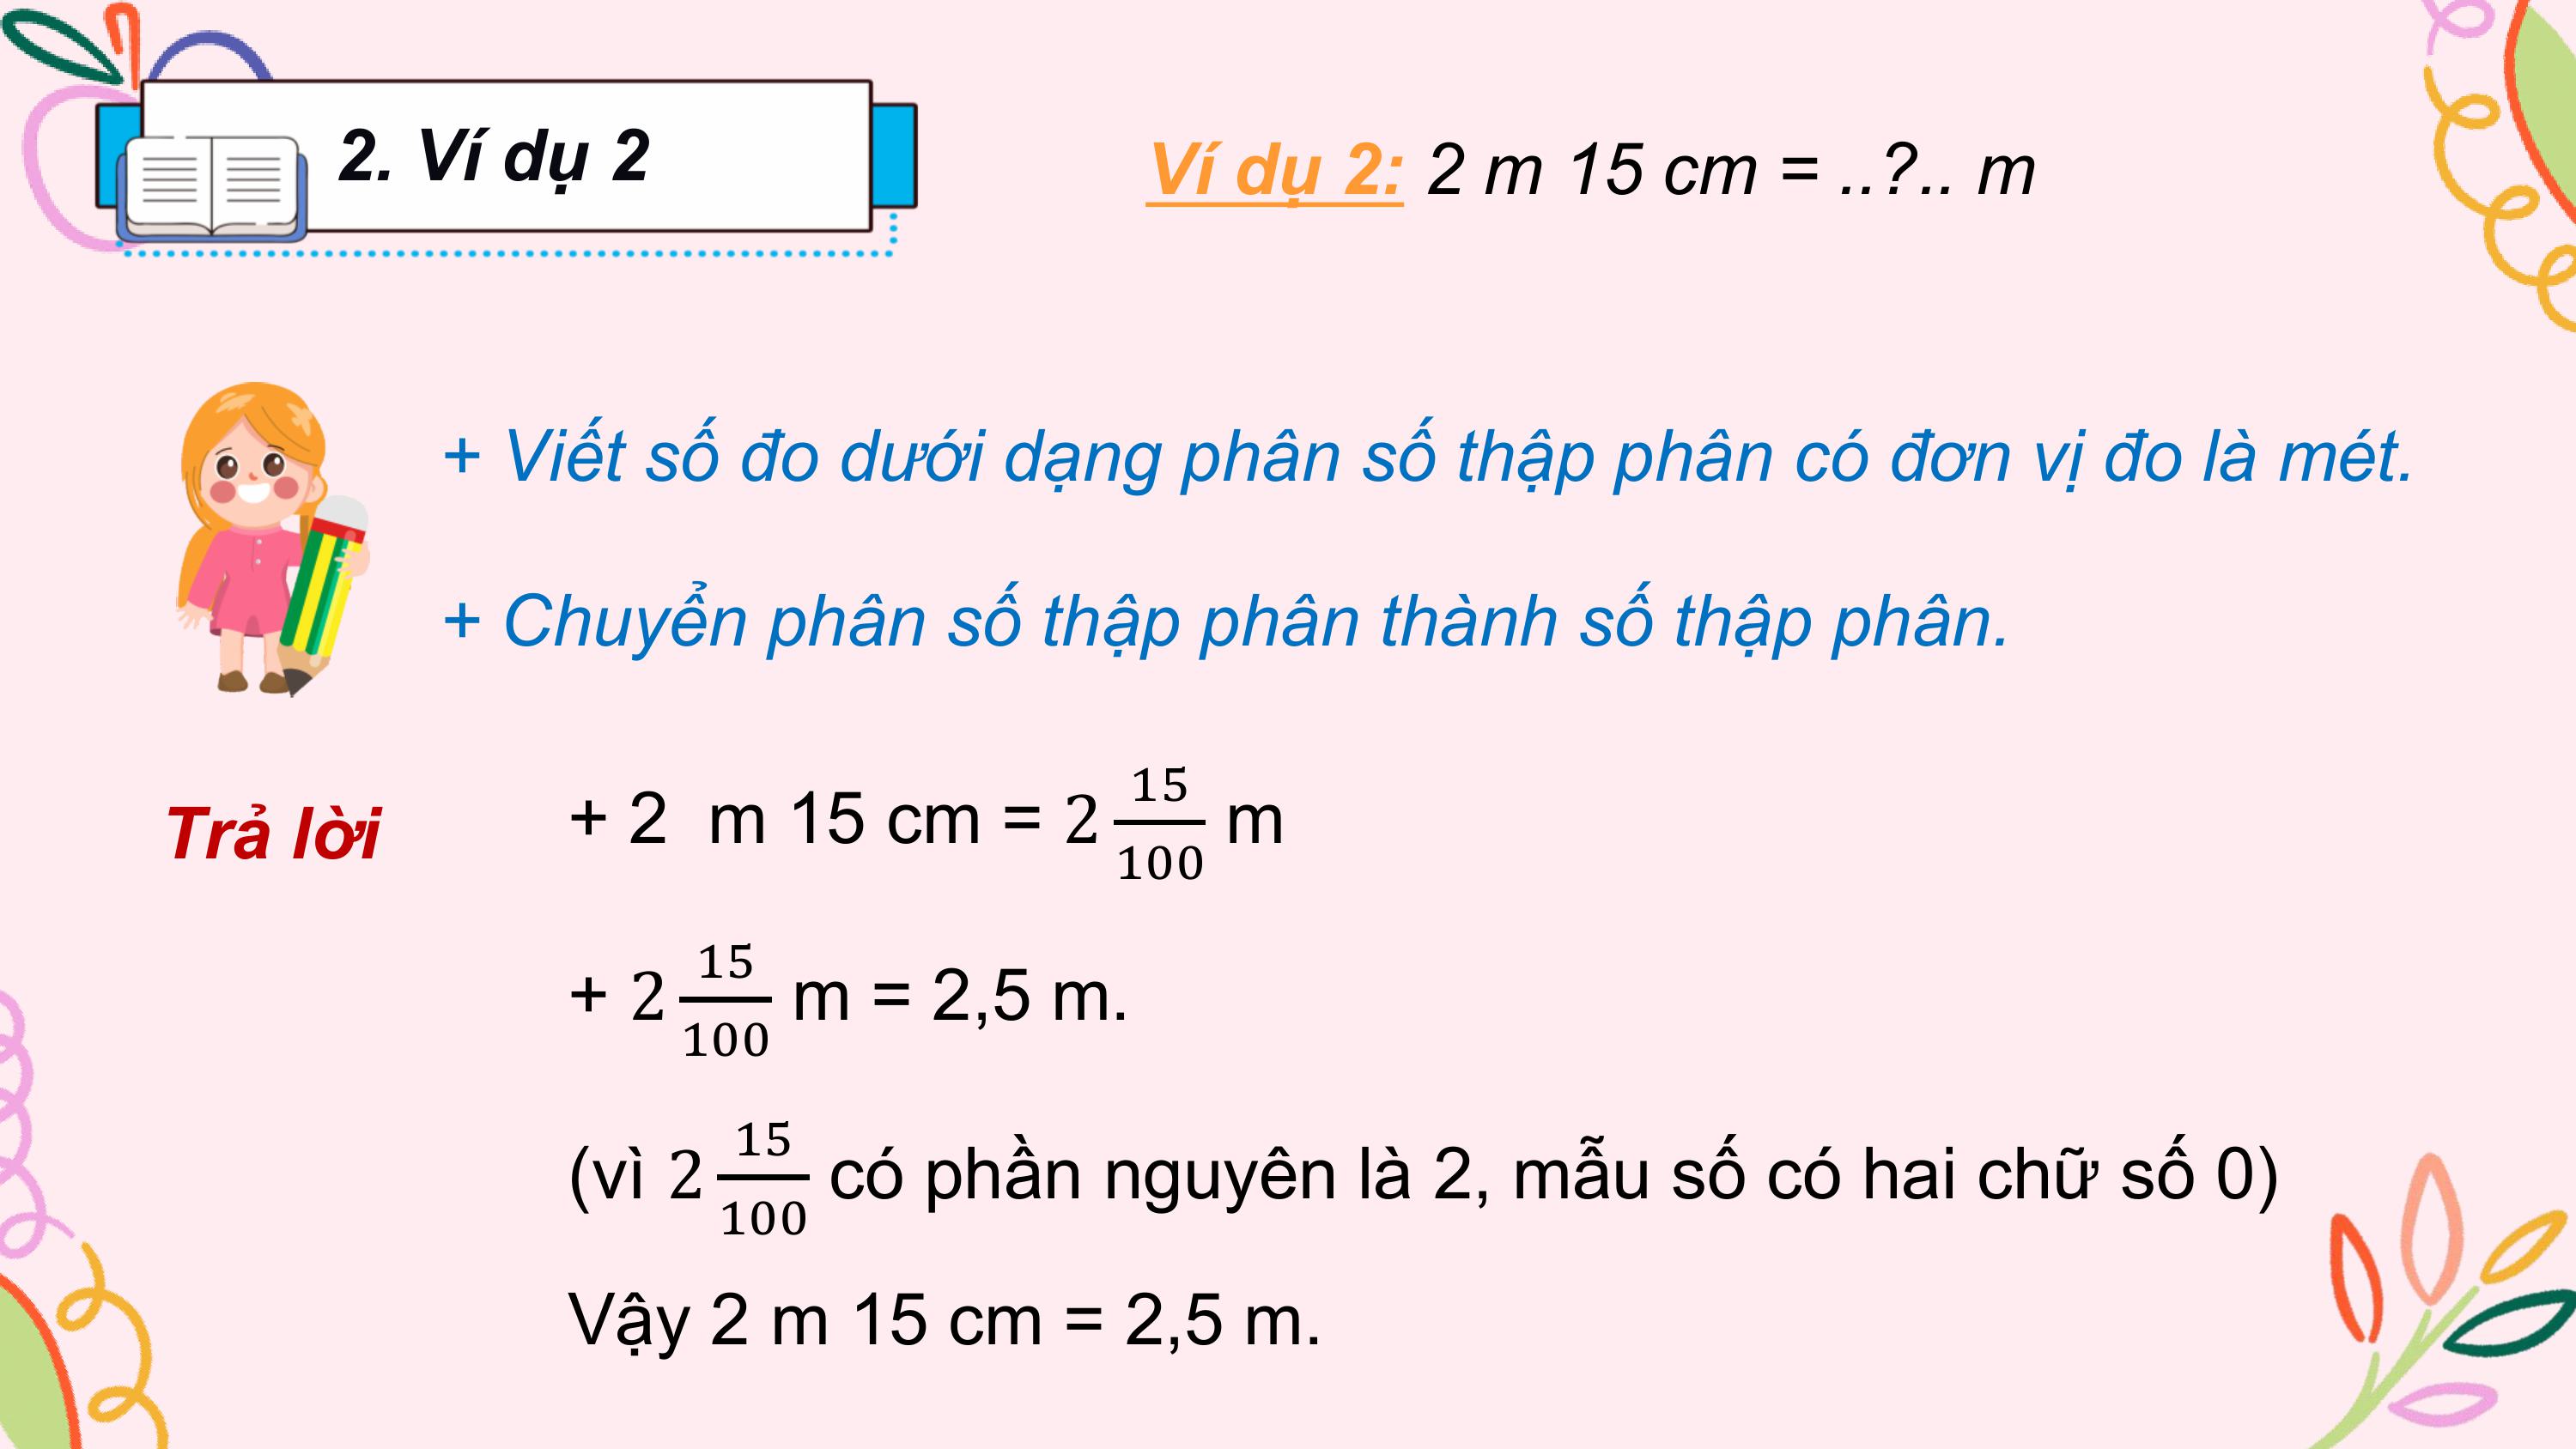 2. Ví dụ 2
Ví dụ 2: 2 m 15 cm = ..?.. m
+ Viết số đo dưới dạng phân số thập phân có đơn vị đo là mét.
+ Chuyển phân số thập phân thành số thập phân.
Trả lời
+ 2 m 15 cm = 2 15/100 m
+ 2 15/100 m = 2,5 m.
(vì 2 15/100 có phần nguyên là 2, mẫu số có hai chữ số 0)
Vậy 2 m 15 cm = 2,5 m.